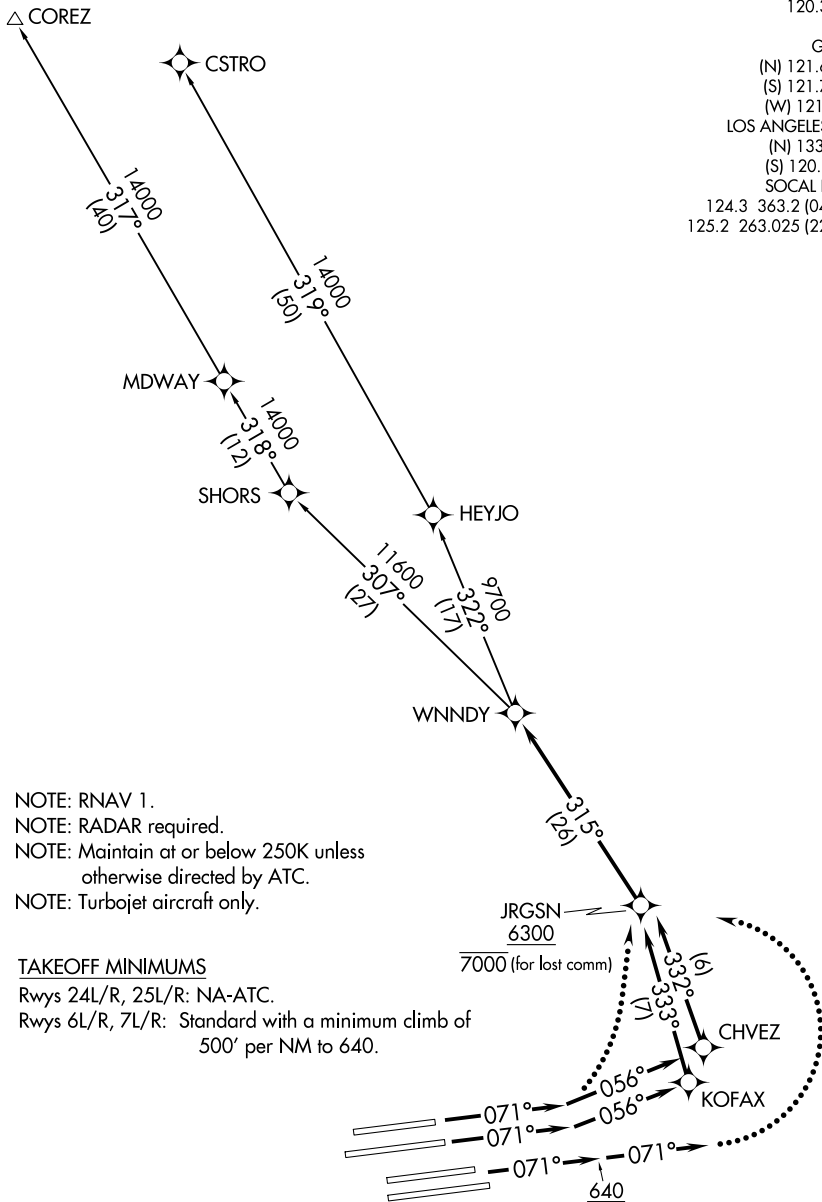 COREZ
CSTRO
120.3
G
(N) 121.
(S) 121.
(W) 121
LOS ANGELES
(N) 133
(S) 120.
SOCAL
124.3 363.2 (04
125.2 263.025 (22
14000
317°
(40)
14000
319°
(50)
MDWAY
14000
318°
(12)
SHORS
HEYJO
11600
307°
(27)
9700
322°
(17)
WNNDY
315°
(26)
NOTE: RNAV 1.
NOTE: RADAR required.
NOTE: Maintain at or below 250K unless
otherwise directed by ATC.
NOTE: Turbojet aircraft only.
JRGSN
6300
7000 (for lost comm)
(6)
332°
333°
(7)
TAKEOFF MINIMUMS
Rwys 24L/R, 25L/R: NA-ATC.
Rwys 6L/R, 7L/R: Standard with a minimum climb of
500' per NM to 640.
CHVEZ
KOFAX
071°
056°
071°
056°
071°
071°
640